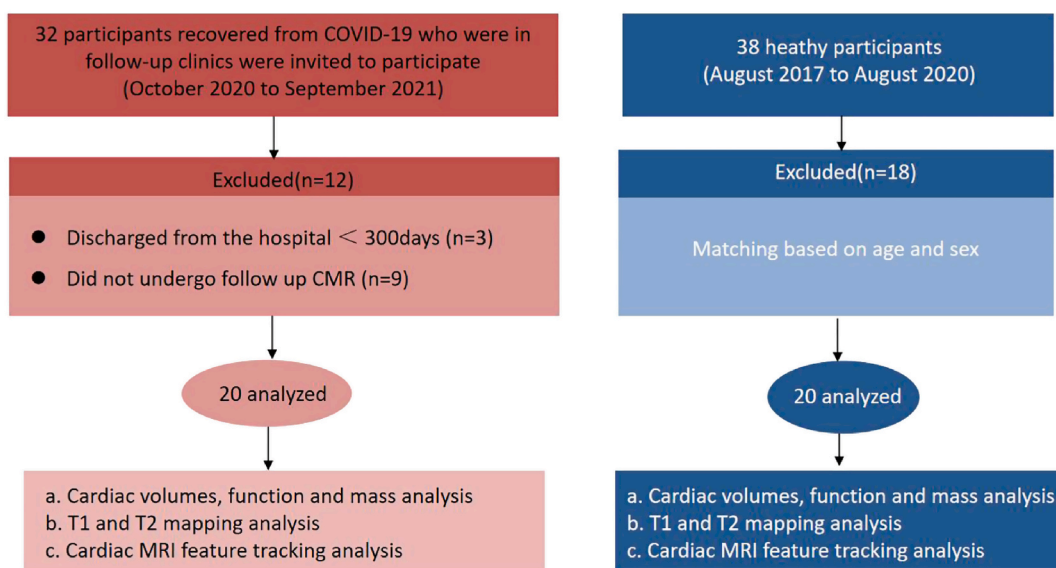 32 participants recovered from COVID-19 who were in
follow-up clinics were invited to participate
(October 2020 to September 2021)
Excluded(n=12)
● Discharged from the hospital < 300days (n=3)
● Did not undergo follow up CMR (n=9)
20 analyzed
a. Cardiac volumes, function and mass analysis
b. T1 and T2 mapping analysis
c. Cardiac MRI feature tracking analysis
38 heathy participants
(August 2017 to August 2020)
Excluded(n=18)
Matching based on age and sex
20 analyzed
a. Cardiac volumes, function and mass analysis
b. T1 and T2 mapping analysis
c. Cardiac MRI feature tracking analysis